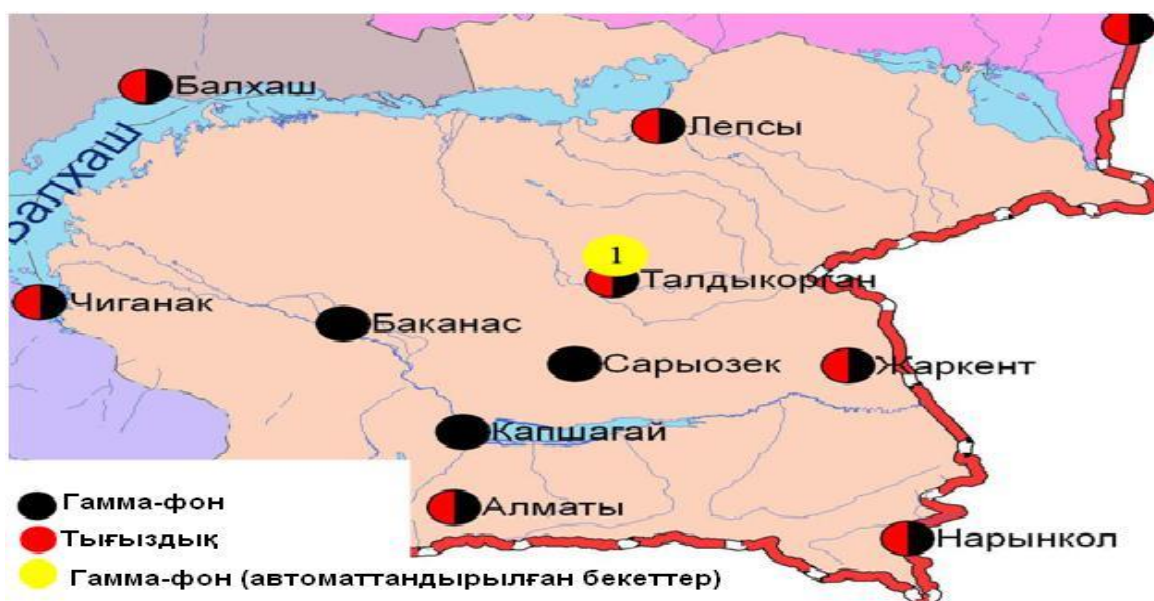 Балхаш
Лепсы
Балхаш
1
Талдыкорган
Чиганак
Баканас
Сарыозек
Жаркент
Капшагай
Алматы
Нарынкол
Гамма-фон
Тығыздық
Гамма-фон (автоматтандырылған бекеттер)